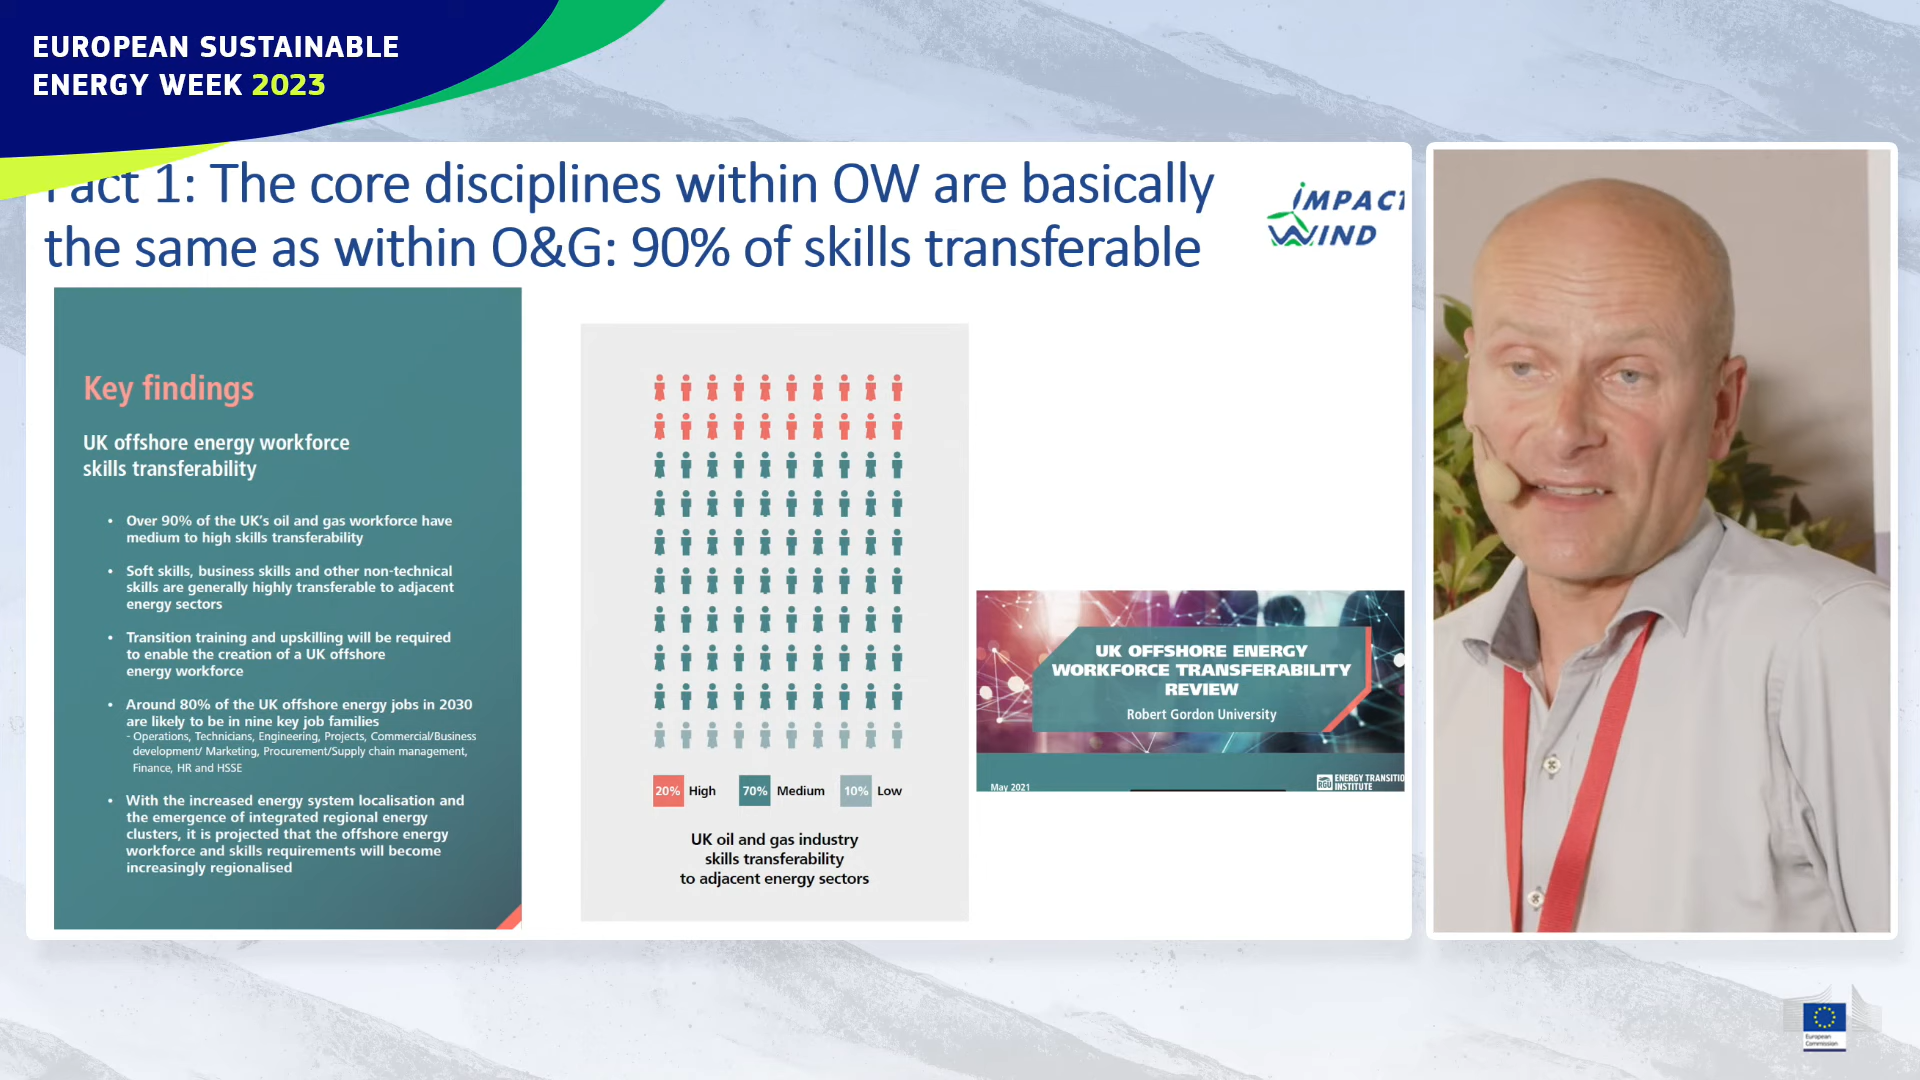 EUROPEAN SUSTAINABLE
ENERGY WEEK 2023
Fact 1: The core disciplines within OW are basically
the same as within O&G: 90% of skills transferable
IMPACT
WIND
Key findings
UK offshore energy workforce
skills transferability
• Over 90% of the UK's oil and gas workforce have
medium to high skills transferability
• Soft skills, business skills and other non-technical
skills are generally highly transferable to adjacent
energy sectors
• Transition training and upskilling will be required
to enable the creation of a UK offshore
energy workforce
• Around 80% of the UK offshore energy jobs in 2030
are likely to be in nine key job families
- Operations, Technicians, Engineering, Projects, Commercial/Business
development/ Marketing, Procurement/Supply chain management,
Finance, HR and HSSE
• With the increased energy system localisation and
the emergence of integrated regional energy
clusters, it is projected that the offshore energy
workforce and skills requirements will become
increasingly regionalised
20% High 70% Medium 10% Low
UK oil and gas industry
skills transferability
to adjacent energy sectors
UK OFFSHORE ENERGY
WORKFORCE TRANSFERABILITY
REVIEW
Robert Gordon University
May 2021
RGU
ENERGY TRANSITIO
INSTITUTE
European
Commission